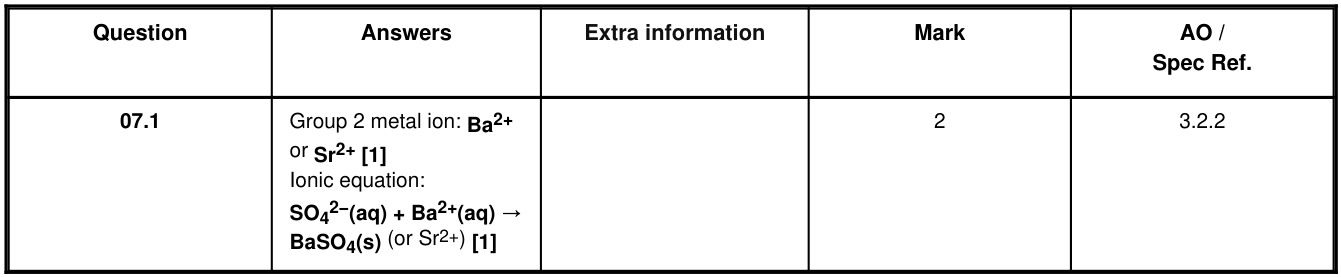 Question Answers Extra information Mark AO /
Spec Ref.
07.1 Group 2 metal ion: Ba²⁺ 2 3.2.2
or Sr²⁺ [1]
Ionic equation:
SO₄²⁻(aq) + Ba²⁺(aq) →
BaSO₄(s) (or Sr²⁺) [1]